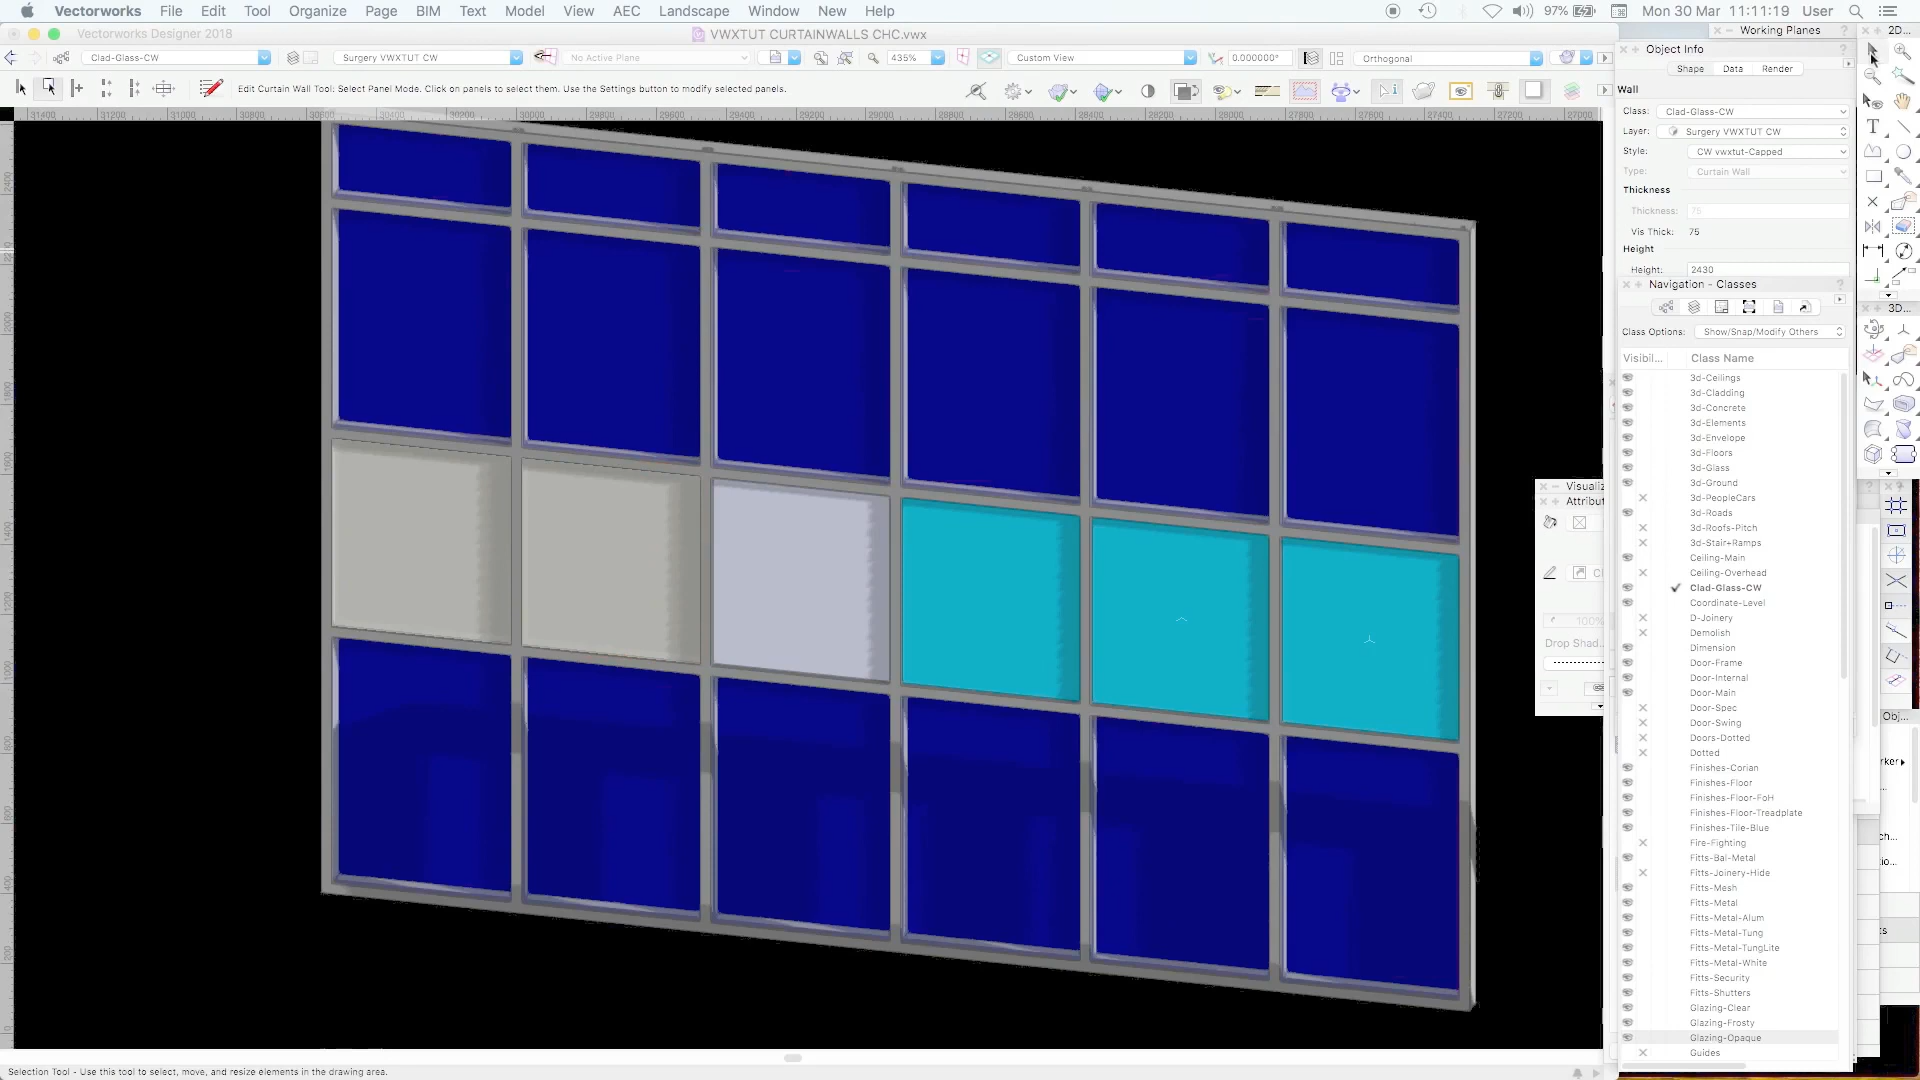 Vectorworks File Edit Tool Organize Page BIM Text Model View AEC Landscape Window New Help
97% Mon 30 Mar 11:11:19 User
Vectorworks Designer 2018
VWXTUT CURTAINWALLS CHC.vwx
Clad-Glass-CW Surgery VWXTUT CW No Active Plane 435% Custom View 0.000000° Orthogonal
Edit Curtain Wall Tool: Select Panel Mode. Click on panels to select them. Use the Settings button to modify selected panels.
Working Planes
2D...
Object Info
Shape Data Render
Wall
Class: Clad-Glass-CW
Layer: Surgery VWXTUT CW
Style: CW vwxtut-Capped
Type: Curtain Wall
Thickness
Thickness: 75
Vis Thick: 75
Height
Height: 2430
Navigation - Classes
3D...
Class Options: Show/Snap/Modify Others
Visibil... Class Name
3d-Ceilings
3d-Cladding
3d-Concrete
3d-Elements
3d-Envelope
3d-Floors
3d-Glass
3d-Ground
3d-PeopleCars
3d-Roads
3d-Roofs-Pitch
3d-Stair+Ramps
Ceiling-Main
Ceiling-Overhead
Clad-Glass-CW
Coordinate-Level
D-Joinery
Demolish
Dimension
Door-Frame
Door-Internal
Door-Main
Door-Spec
Door-Swing
Doors-Dotted
Dotted
Finishes-Corian
Finishes-Floor
Finishes-Floor-FoH
Finishes-Floor-Treadplate
Finishes-Tile-Blue
Fire-Fighting
Fitts-Bal-Metal
Fitts-Joinery-Hide
Fitts-Mesh
Fitts-Metal
Fitts-Metal-Alum
Fitts-Metal-Tung
Fitts-Metal-TungLite
Fitts-Metal-White
Fitts-Security
Fitts-Shutters
Glazing-Clear
Glazing-Frosty
Glazing-Opaque
Guides
Visualiz
Attribut
100%
Drop Shad...
Obj...
rker
ch...
io...
ts
Selection Tool - Use this tool to select, move, and resize elements in the drawing area.